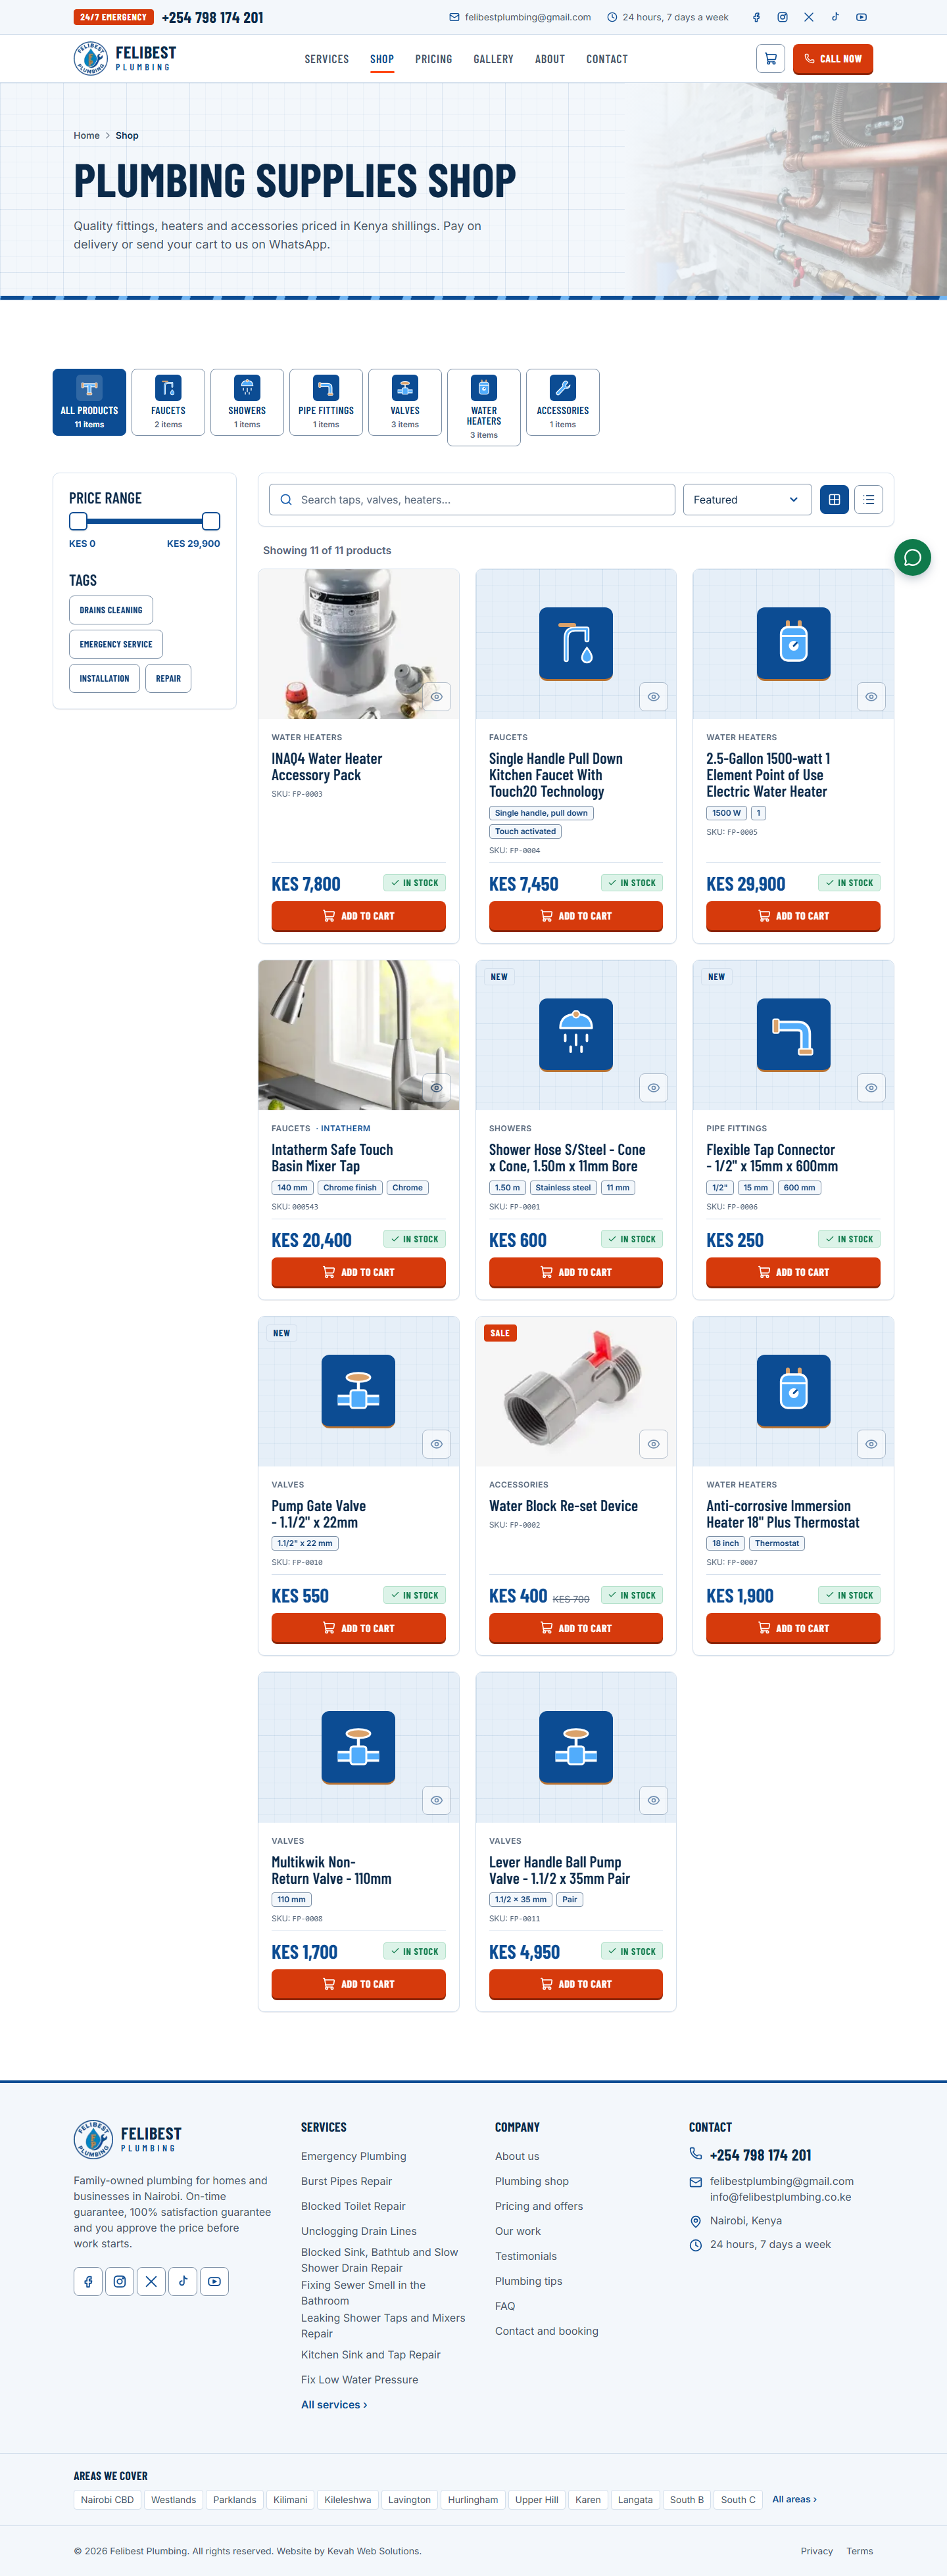 24/7 EMERGENCY +254 798 174 201 felibestplumbing@gmail.com 24 hours, 7 days a week
FELIBEST
PLUMBING
SERVICES SHOP PRICING GALLERY ABOUT CONTACT
CALL NOW
Home > Shop
PLUMBING SUPPLIES SHOP
Quality fittings, heaters and accessories priced in Kenya shillings. Pay on
delivery or send your cart to us on WhatsApp.
ALL PRODUCTS
11 items
FAUCETS
2 items
SHOWERS
1 items
PIPE FITTINGS
1 items
VALVES
3 items
WATER
HEATERS
3 items
ACCESSORIES
1 items
PRICE RANGE
KES 0 KES 29,900
TAGS
DRAINS CLEANING
EMERGENCY SERVICE
INSTALLATION REPAIR
Search taps, valves, heaters...
Featured
Showing 11 of 11 products
WATER HEATERS
INAQ4 Water Heater
Accessory Pack
SKU: FP-0003
KES 7,800 IN STOCK
ADD TO CART
FAUCETS
Single Handle Pull Down
Kitchen Faucet With
Touch20 Technology
Single handle, pull down
Touch activated
SKU: FP-0004
KES 7,450 IN STOCK
ADD TO CART
WATER HEATERS
2.5-Gallon 1500-watt 1
Element Point of Use
Electric Water Heater
1500 W 1
SKU: FP-0005
KES 29,900 IN STOCK
ADD TO CART
FAUCETS · INTATHERM
Intatherm Safe Touch
Basin Mixer Tap
140 mm Chrome finish Chrome
SKU: 000543
KES 20,400 IN STOCK
ADD TO CART
NEW
SHOWERS
Shower Hose S/Steel - Cone
x Cone, 1.50m x 11mm Bore
1.50 m Stainless steel 11 mm
SKU: FP-0001
KES 600 IN STOCK
ADD TO CART
NEW
PIPE FITTINGS
Flexible Tap Connector
- 1/2" x 15mm x 600mm
1/2" 15 mm 600 mm
SKU: FP-0006
KES 250 IN STOCK
ADD TO CART
NEW
VALVES
Pump Gate Valve
- 1.1/2" x 22mm
1.1/2" x 22 mm
SKU: FP-0010
KES 550 IN STOCK
ADD TO CART
SALE
ACCESSORIES
Water Block Re-set Device
SKU: FP-0002
KES 400 KES 700 IN STOCK
ADD TO CART
WATER HEATERS
Anti-corrosive Immersion
Heater 18" Plus Thermostat
18 inch Thermostat
SKU: FP-0007
KES 1,900 IN STOCK
ADD TO CART
VALVES
Multikwik Non-
Return Valve - 110mm
110 mm
SKU: FP-0008
KES 1,700 IN STOCK
ADD TO CART
VALVES
Lever Handle Ball Pump
Valve - 1.1/2 x 35mm Pair
1.1/2 × 35 mm Pair
SKU: FP-0011
KES 4,950 IN STOCK
ADD TO CART
FELIBEST
PLUMBING
Family-owned plumbing for homes and
businesses in Nairobi. On-time
guarantee, 100% satisfaction guarantee
and you approve the price before
work starts.
SERVICES
Emergency Plumbing
Burst Pipes Repair
Blocked Toilet Repair
Unclogging Drain Lines
Blocked Sink, Bathtub and Slow
Shower Drain Repair
Fixing Sewer Smell in the
Bathroom
Leaking Shower Taps and Mixers
Repair
Kitchen Sink and Tap Repair
Fix Low Water Pressure
All services ›
COMPANY
About us
Plumbing shop
Pricing and offers
Our work
Testimonials
Plumbing tips
FAQ
Contact and booking
CONTACT
+254 798 174 201
felibestplumbing@gmail.com
info@felibestplumbing.co.ke
Nairobi, Kenya
24 hours, 7 days a week
AREAS WE COVER
Nairobi CBD Westlands Parklands Kilimani Kileleshwa Lavington Hurlingham Upper Hill Karen Langata South B South C All areas ›
© 2026 Felibest Plumbing. All rights reserved. Website by Kevah Web Solutions.
Privacy Terms